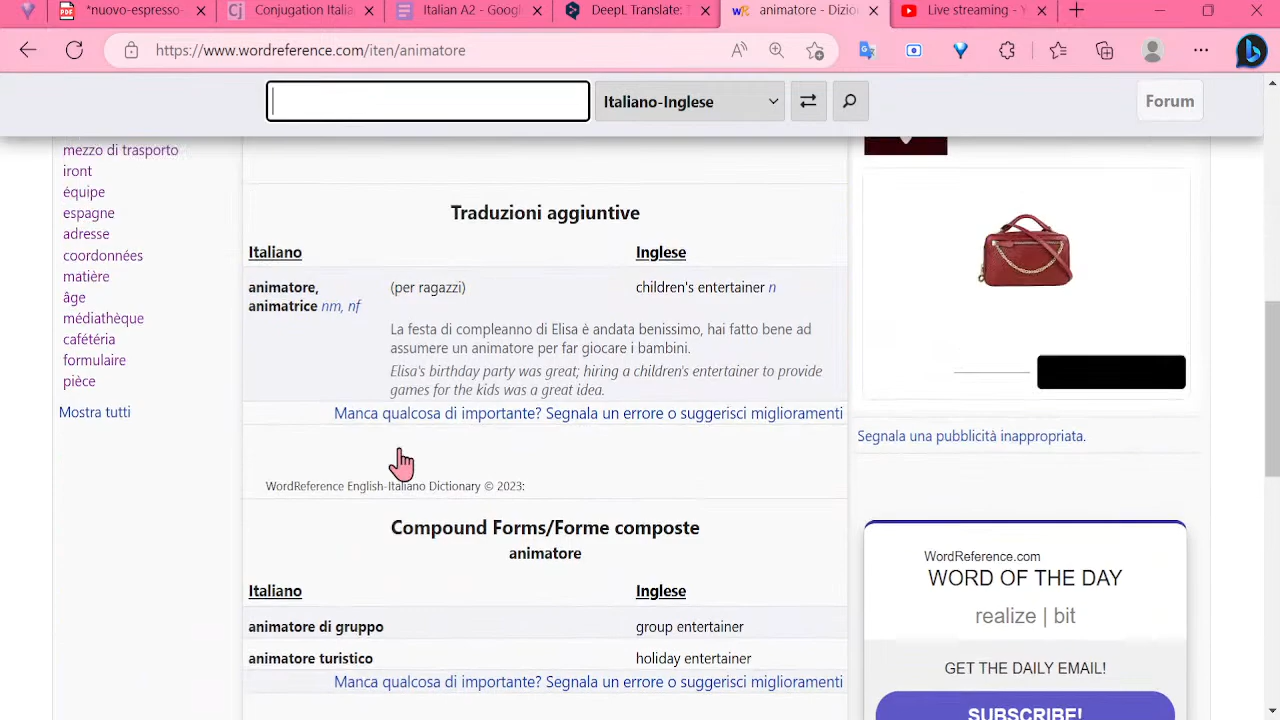 *nuovo-espresso-
Conjugation Italia
Italian A2 - Google
DeepL Translate: T
animatore - Dizio
Live streaming - Y
https://www.wordreference.com/iten/animatore
Italiano-Inglese
Forum
mezzo di trasporto
iront
équipe
espagne
adresse
coordonnées
matière
âge
médiathèque
cafétéria
formulaire
pièce
Mostra tutti
Traduzioni aggiuntive
Italiano Inglese
animatore, (per ragazzi) children's entertainer n
animatrice nm, nf
La festa di compleanno di Elisa è andata benissimo, hai fatto bene ad
assumere un animatore per far giocare i bambini.
Elisa's birthday party was great; hiring a children's entertainer to provide
games for the kids was a great idea.
Manca qualcosa di importante? Segnala un errore o suggerisci miglioramenti
WordReference English-Italiano Dictionary © 2023:
Compound Forms/Forme composte
animatore
Italiano Inglese
animatore di gruppo group entertainer
animatore turistico holiday entertainer
Manca qualcosa di importante? Segnala un errore o suggerisci miglioramenti
Segnala una pubblicità inappropriata.
WordReference.com
WORD OF THE DAY
realize | bit
GET THE DAILY EMAIL!
SUBSCRIBE!